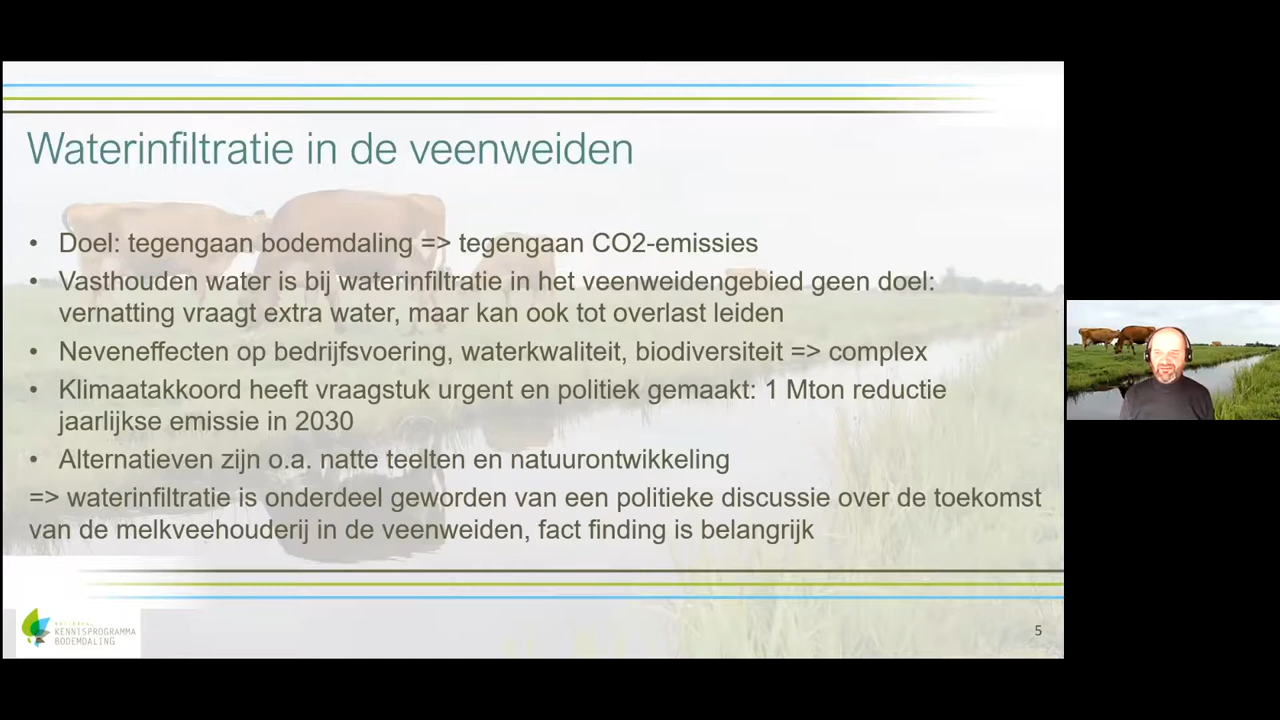 Waterinfiltratie in de veenweiden
• Doel: tegengaan bodemdaling => tegengaan CO2-emissies
• Vasthouden water is bij waterinfiltratie in het veenweidengebied geen doel:
vernatting vraagt extra water, maar kan ook tot overlast leiden
• Neveneffecten op bedrijfsvoering, waterkwaliteit, biodiversiteit => complex
• Klimaatakkoord heeft vraagstuk urgent en politiek gemaakt: 1 Mton reductie
jaarlijkse emissie in 2030
• Alternatieven zijn o.a. natte teelten en natuurontwikkeling
=> waterinfiltratie is onderdeel geworden van een politieke discussie over de toekomst
van de melkveehouderij in de veenweiden, fact finding is belangrijk
KENNISPROGRAMMA
BODEMDALING
5